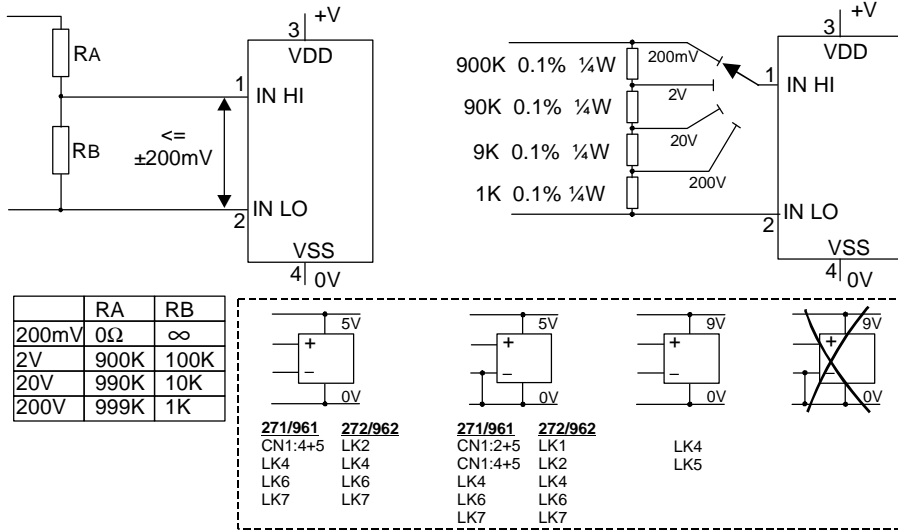 3 +V
RA
VDD
1
IN HI
RB
<=
±200mV
IN LO
2
VSS
4 0V
3 +V
VDD
200mV
900K 0.1% ¼W
1
IN HI
2V
90K 0.1% ¼W
20V
9K 0.1% ¼W
200V
1K 0.1% ¼W
IN LO
2
VSS
4 0V
RA RB
200mV 0Ω ∞
2V 900K 100K
20V 990K 10K
200V 999K 1K
5V
+
−
0V
271/961 272/962
CN1:4+5 LK2
LK4 LK4
LK6 LK6
LK7 LK7
5V
+
−
0V
271/961 272/962
CN1:2+5 LK1
CN1:4+5 LK2
LK4 LK4
LK6 LK6
LK7 LK7
9V
+
−
0V
LK4
LK5
9V
+
−
0V